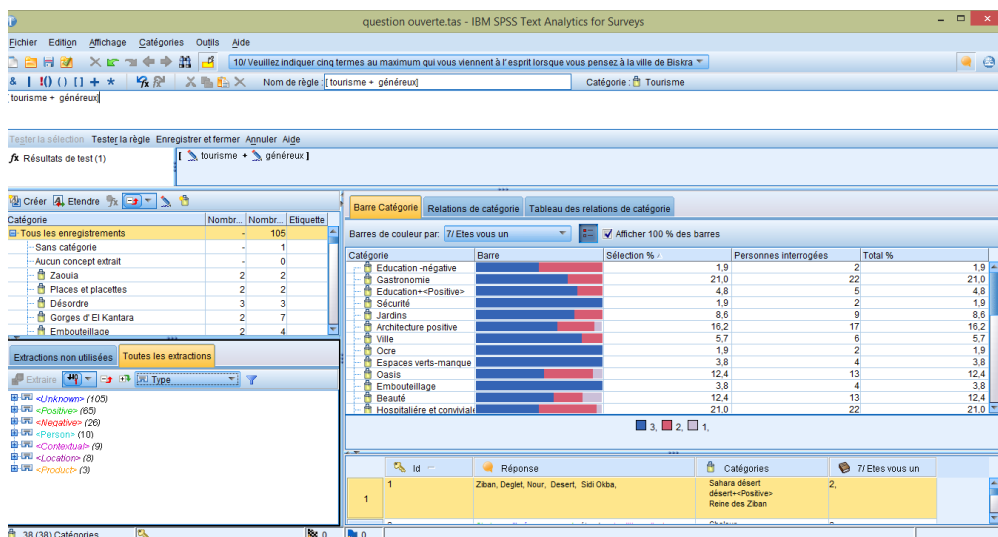 question ouverte.tas - IBM SPSS Text Analytics for Surveys
Fichier Edition Affichage Catégories Outils Aide
10/ Veuillez indiquer cinq termes au maximum qui vous viennent à l'esprit lorsque vous pensez à la ville de Biskra
& | !() ( ) [ ] + * Nom de règle : [tourisme + généreux] Catégorie : Tourisme
[tourisme + généreux]
Tester la sélection Tester la règle Enregistrer et fermer Annuler Aide
fx Résultats de test (1) [ tourisme + généreux ]
Créer Etendre
Catégorie Nombr... Nombr... Etiquette
Tous les enregistrements - 105
Sans catégorie - 1
Aucun concept extrait - 0
Zaouia 2 2
Places et placettes 2 2
Désordre 3 3
Gorges d' El Kantara 2 7
Embouteillage 2 4
Extractions non utilisées Toutes les extractions
Extraire Type
<Unknown> (105)
<Positive> (65)
<Negative> (26)
<Person> (10)
<Contextual> (9)
<Location> (8)
<Product> (3)
Barre Catégorie Relations de catégorie Tableau des relations de catégorie
Barres de couleur par: 7/ Etes vous un Afficher 100 % des barres
Catégorie Barre Sélection % Personnes interrogées Total %
Education -négative 1,9 2 1,9
Gastronomie 21,0 22 21,0
Education+<Positive> 4,8 5 4,8
Sécurité 1,9 2 1,9
Jardins 8,6 9 8,6
Architecture positive 16,2 17 16,2
Ville 5,7 6 5,7
Ocre 1,9 2 1,9
Espaces verts-manque 3,8 4 3,8
Oasis 12,4 13 12,4
Embouteillage 3,8 4 3,8
Beauté 12,4 13 12,4
Hospitaliére et conviviale 21,0 22 21,0
3, 2, 1,
Id Réponse Catégories 7/ Etes vous un
1 1 Ziban, Deglet, Nour, Desert, Sidi Okba, Sahara désert 2,
désert+<Positive>
Reine des Ziban
38 (38) Catégories 0 0